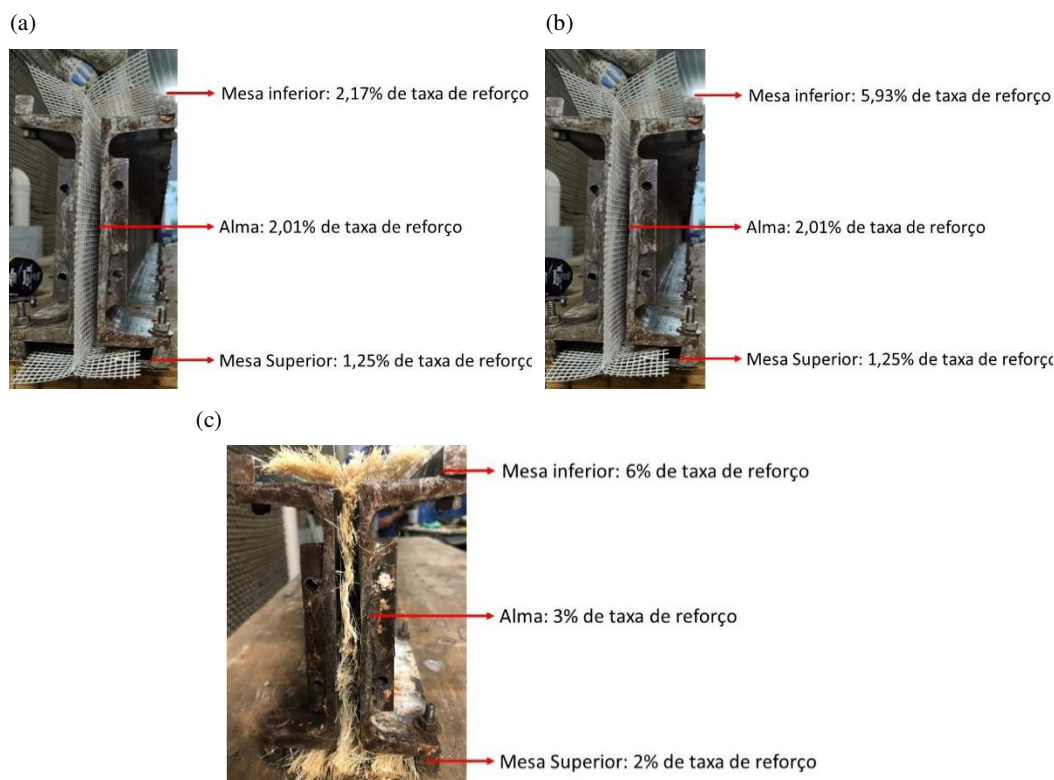 (a)
(b)
Mesa inferior: 2,17% de taxa de reforço
Mesa inferior: 5,93% de taxa de reforço
Alma: 2,01% de taxa de reforço
Alma: 2,01% de taxa de reforço
Mesa Superior: 1,25% de taxa de reforço
Mesa Superior: 1,25% de taxa de reforço
(c)
Mesa inferior: 6% de taxa de reforço
Alma: 3% de taxa de reforço
Mesa Superior: 2% de taxa de reforço